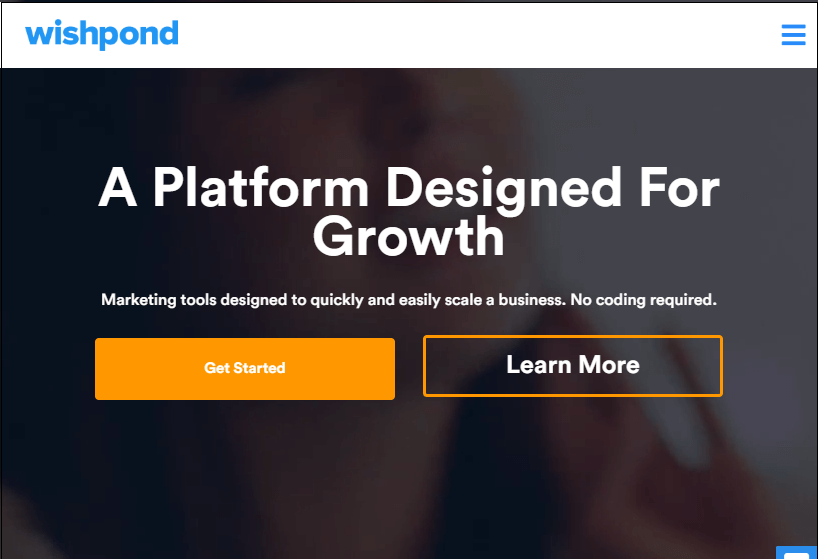 wishpond
A Platform Designed For
Growth
Marketing tools designed to quickly and easily scale a business. No coding required.
Get Started
Learn More